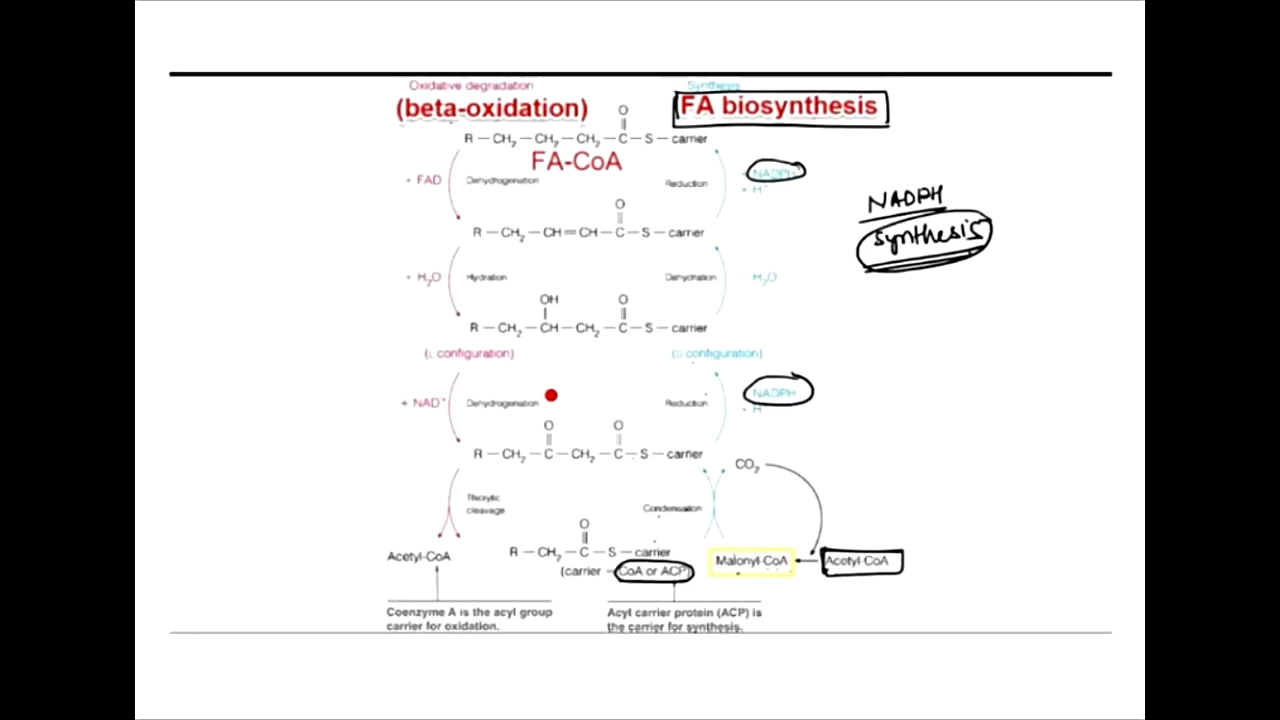 Oxidative degradation
Synthesis
(beta-oxidation)
FA biosynthesis
O
R—CH2—CH2—CH2—C—S—carrier
FA-CoA
+ FAD
Dehydrogenation
Reduction
NADPH
+ H+
NADPH
synthesis
O
R—CH2—CH=CH—C—S—carrier
+ H2O
Hydration
Dehydration
H2O
OH
O
R—CH2—CH—CH2—C—S—carrier
(L configuration)
(D configuration)
+ NAD+
Dehydrogenation
Reduction
NADPH
+ H
O
O
R—CH2—C—CH2—C—S—carrier
CO2
Thiolytic
cleavage
Condensation
O
Acetyl-CoA
R—CH2—C—S—carrier
Malonyl-CoA
Acetyl-CoA
(carrier = CoA or ACP)
Coenzyme A is the acyl group
carrier for oxidation.
Acyl carrier protein (ACP) is
the carrier for synthesis.